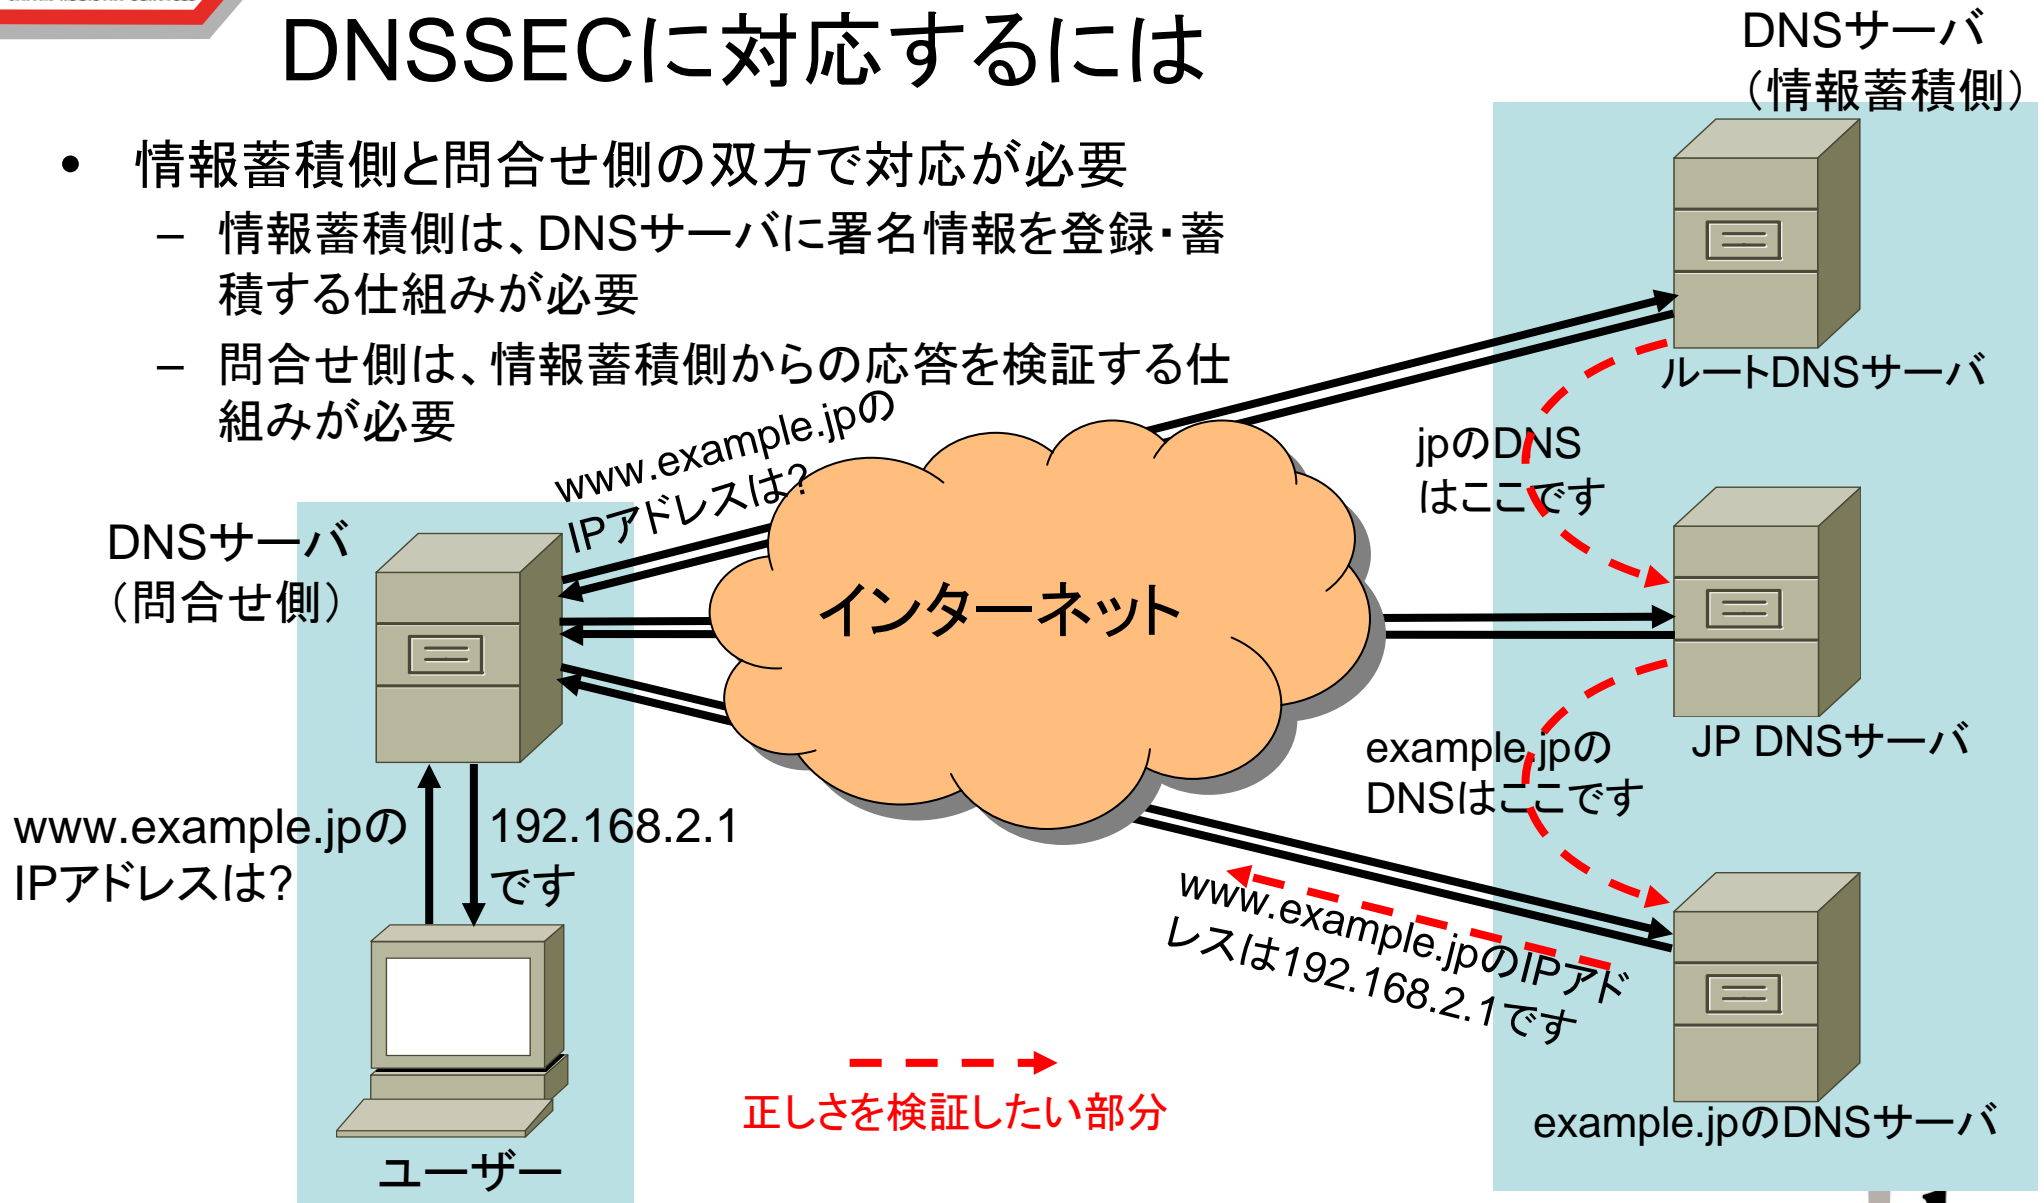 DNSSECに対応するには
• 情報蓄積側と問合せ側の双方で対応が必要
– 情報蓄積側は、DNSサーバに署名情報を登録・蓄
積する仕組みが必要
– 問合せ側は、情報蓄積側からの応答を検証する仕
組みが必要
DNSサーバ
（情報蓄積側）
ルートDNSサーバ
jpのDNS
はここです
www.example.jpの
IPアドレスは?
DNSサーバ
（問合せ側）
インターネット
JP DNSサーバ
example.jpの
DNSはここです
www.example.jpの
IPアドレスは?
192.168.2.1
です
www.example.jpのIPアド
レスは192.168.2.1です
正しさを検証したい部分
example.jpのDNSサーバ
ユーザー